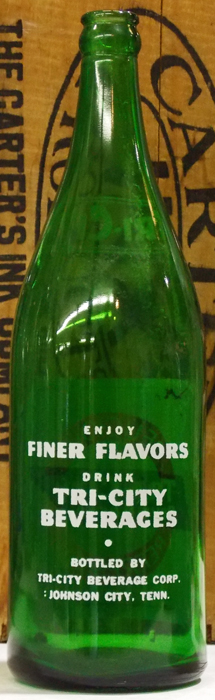 ENJOY
FINER FLAVORS
DRINK
TRI-CITY
BEVERAGES
•
BOTTLED BY
TRI-CITY BEVERAGE CORP.
JOHNSON CITY, TENN.
THE CARTER'S INK
CARTER